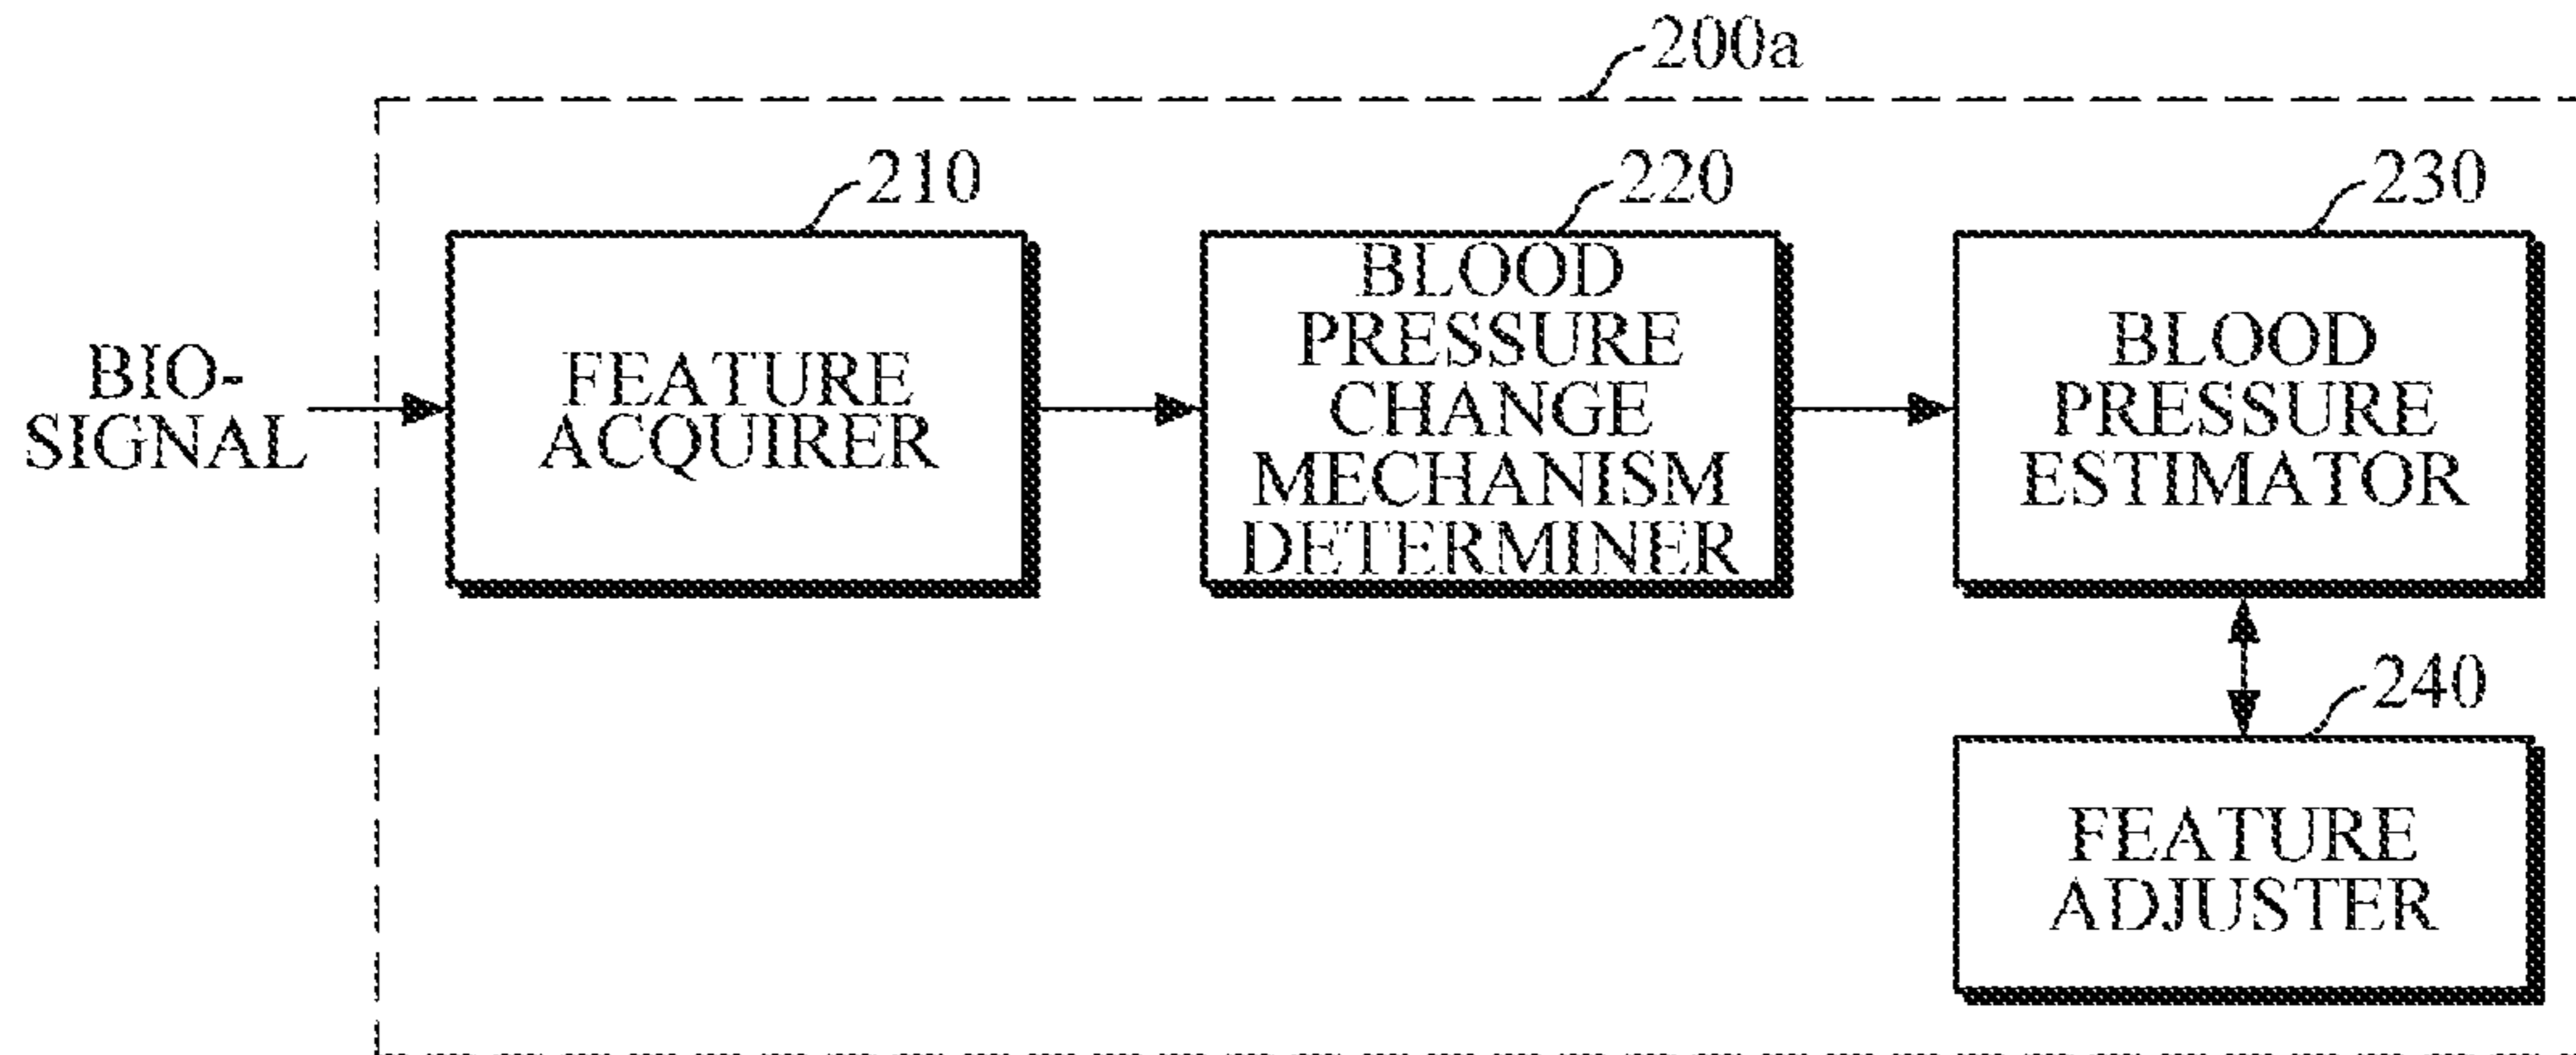 200a
210
220
230
BIO-
SIGNAL
FEATURE
ACQUIRER
BLOOD
PRESSURE
CHANGE
MECHANISM
DETERMINER
BLOOD
PRESSURE
ESTIMATOR
240
FEATURE
ADJUSTER